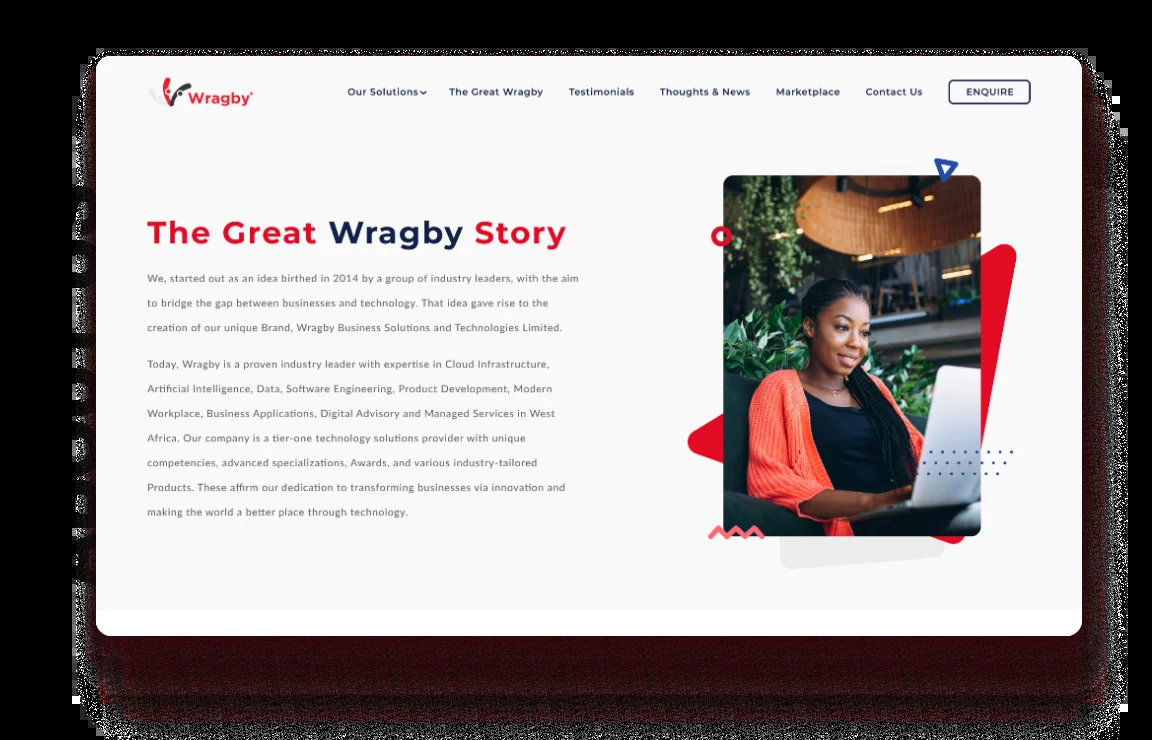 Wragby
Our Solutions
The Great Wragby
Testimonials
Thoughts & News
Marketplace
Contact Us
ENQUIRE
The Great Wragby Story
We, started out as an idea birthed in 2014 by a group of industry leaders, with the aim
to bridge the gap between businesses and technology. That idea gave rise to the
creation of our unique Brand, Wragby Business Solutions and Technologies Limited.
Today, Wragby is a proven industry leader with expertise in Cloud Infrastructure,
Artificial Intelligence, Data, Software Engineering, Product Development, Modern
Workplace, Business Applications, Digital Advisory and Managed Services in West
Africa. Our company is a tier-one technology solutions provider with unique
competencies, advanced specializations, Awards, and various industry-tailored
Products. These affirm our dedication to transforming businesses via innovation and
making the world a better place through technology.